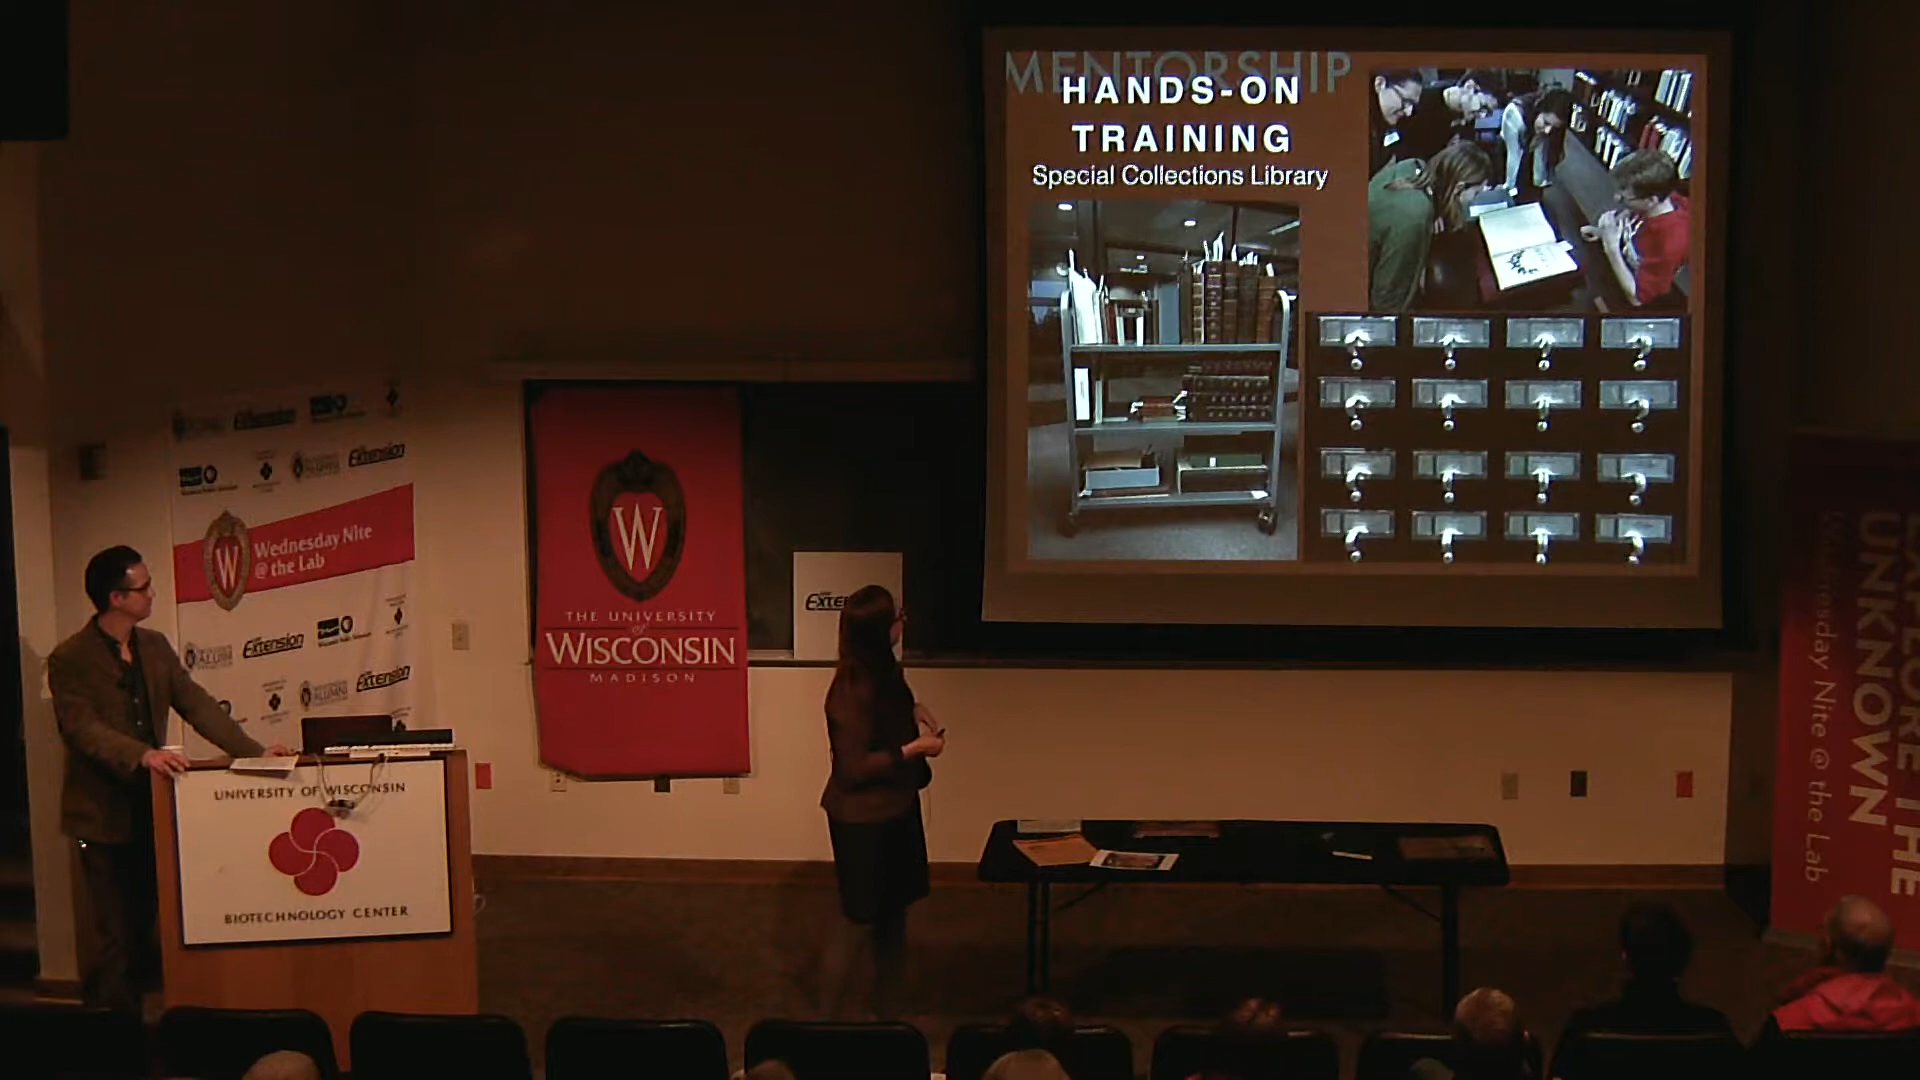 MENTORSHIP
HANDS-ON
TRAINING
Special Collections Library
Extension
Extension
Wednesday Nite
@ the Lab
Extension
Extension
W
W
THE UNIVERSITY
of
WISCONSIN
MADISON
UNIVERSITY OF WISCONSIN
BIOTECHNOLOGY CENTER
EXPLORE THE
UNKNOWN
Wednesday Nite @ the Lab